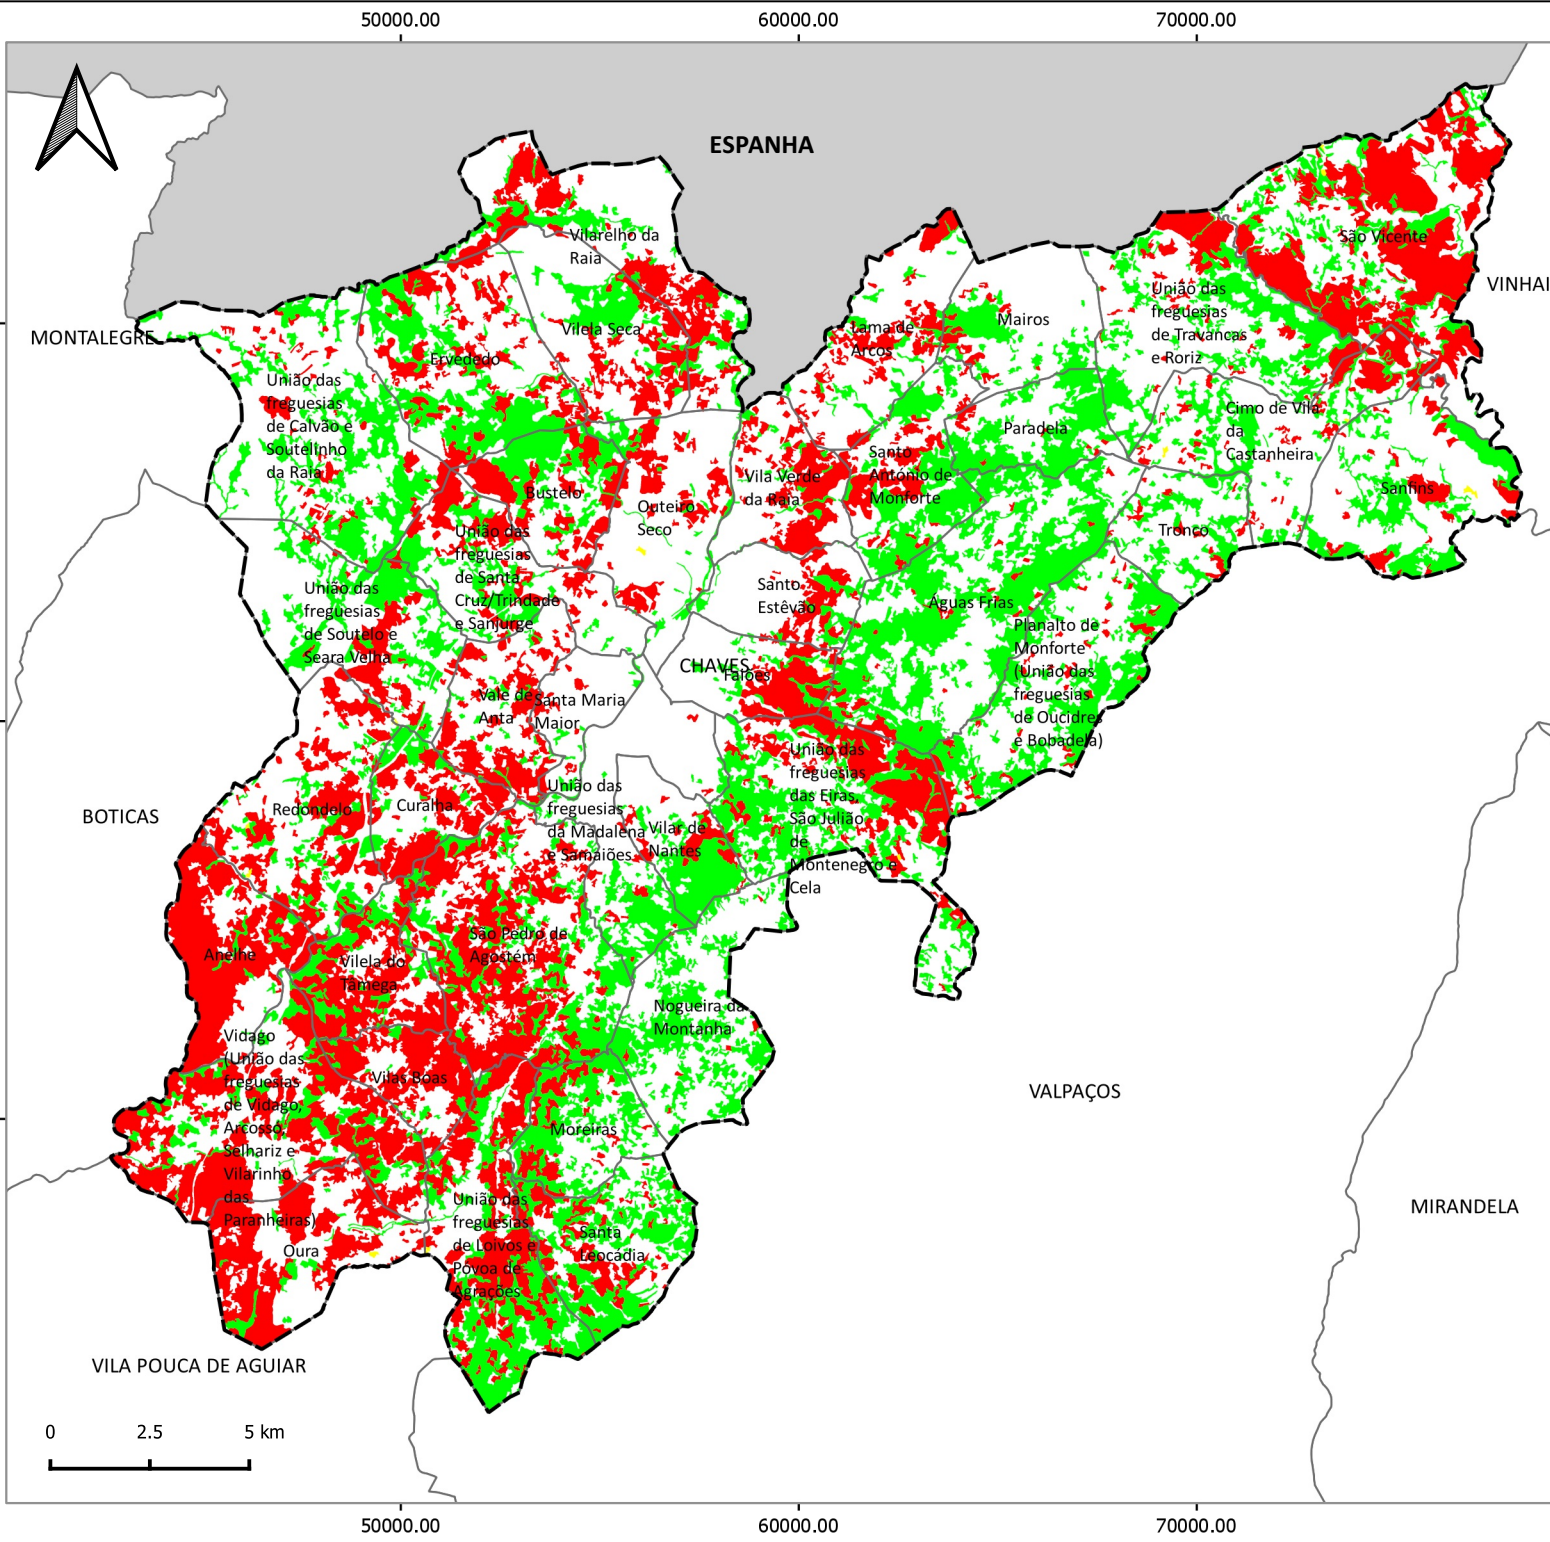 50000.00
60000.00
70000.00
ESPANHA
Vilarelho da
Raia
São Vicente
VINHAI
MONTALEGRE
União das
freguesias
de Travancas
e Roriz
Vilela Seca
Lama de
Arcos
Mairos
Ervededo
União das
freguesias
de Calvão e
Soutelinho
da Raia
Cimo de Vila
da
Castanheira
Paradela
Vila Verde
da Raia
Santo
António de
Monforte
Bustelo
Outeiro
Seco
Sanfins
Tronco
União das
freguesias
de Santa
Cruz/Trindade
e Sanjurge
União das
freguesias
de Soutelo e
Seara Velha
Santo
Estêvão
Águas Frias
Planalto de
Monforte
(União das
freguesias
de Oucidres
e Bobadela)
CHAVES
Faiões
Vale de
Anta
Santa Maria
Maior
União das
freguesias
das Eiras,
São Julião
de
Montenegro e
Cela
BOTICAS
Redondelo
Curalha
União das
freguesias
da Madalena
e Samaiões
Vilar de
Nantes
Anelhe
Vilela do
Tâmega
São Pedro de
Agostém
Nogueira da
Montanha
Vidago
(União das
freguesias
de Vidago,
Arcossó,
Selhariz e
Vilarinho
das
Paranheiras)
Vilas Boas
Moreiras
VALPAÇOS
MIRANDELA
União das
freguesias
de Loivos e
Póvoa de
Agrações
Santa
Leocádia
Oura
VILA POUCA DE AGUIAR
0 2.5 5 km
50000.00
60000.00
70000.00